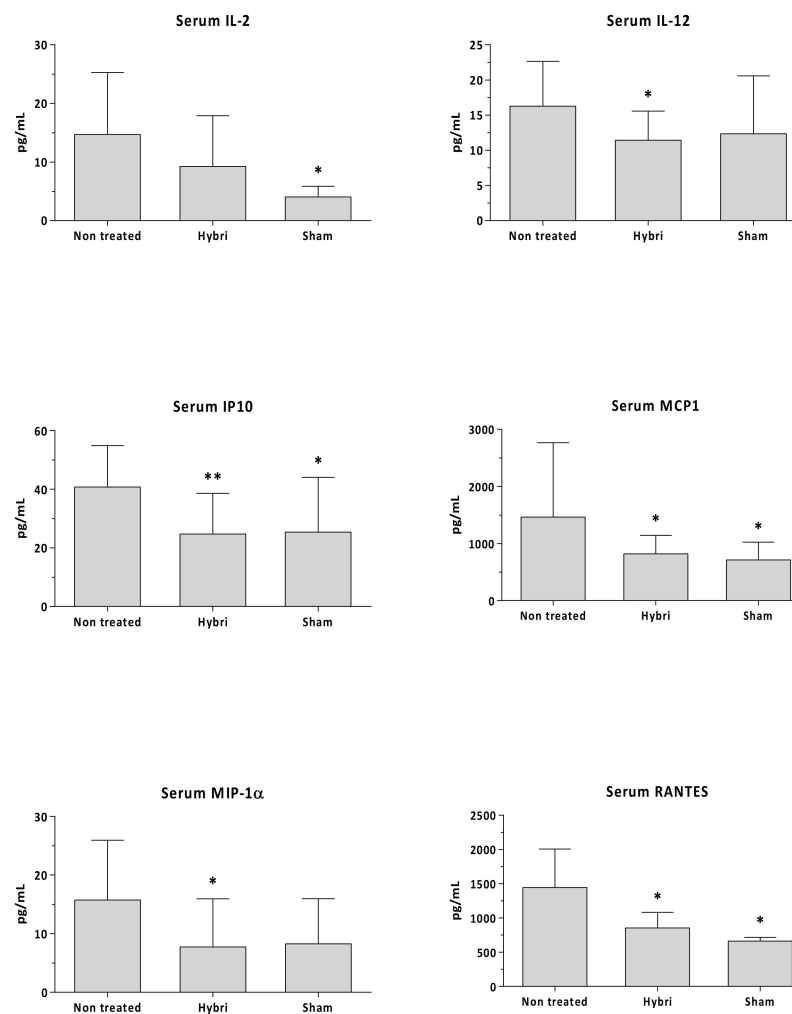 Serum IL-2
30
20
10
0
pg/mL
*
Non treated Hybri Sham
Serum IL-12
25
20
15
10
5
0
pg/mL
*
Non treated Hybri Sham
Serum IP10
60
40
20
0
pg/mL
** *
Non treated Hybri Sham
Serum MCP1
3000
2000
1000
0
pg/mL
* *
Non treated Hybri Sham
Serum MIP-1α
30
20
10
0
pg/mL
*
Non treated Hybri Sham
Serum RANTES
2500
2000
1500
1000
500
0
pg/mL
* *
Non treated Hybri Sham